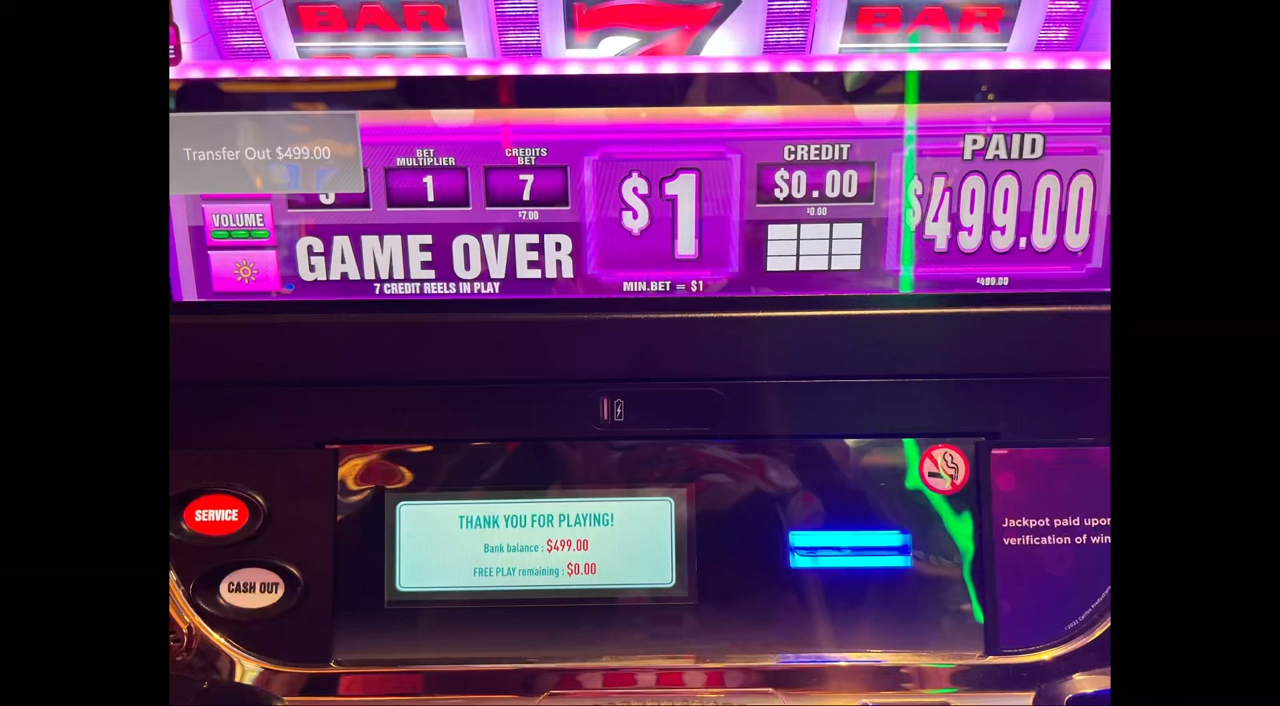 BAR
BAR
Transfer Out $499.00
BET
MULTIPLIER
1
CREDITS
BET
7
$7.00
$1
MIN.BET = $1
CREDIT
$0.00
$0.00
PAID
$499.00
$499.00
VOLUME
GAME OVER
7 CREDIT REELS IN PLAY
SERVICE
CASH OUT
THANK YOU FOR PLAYING!
Bank balance : $499.00
FREE PLAY remaining : $0.00
Jackpot paid upon
verification of win